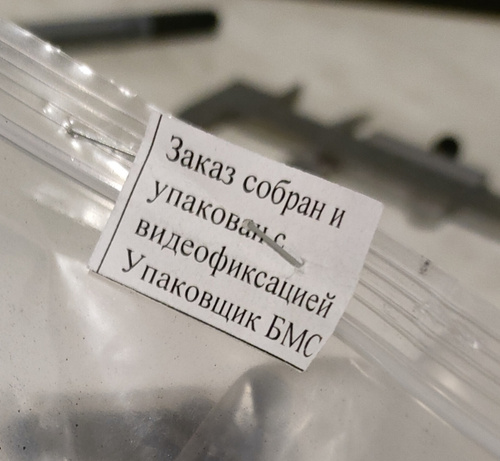 Заказ собран и
упакован с
видеофиксацией
Упаковщик БМС